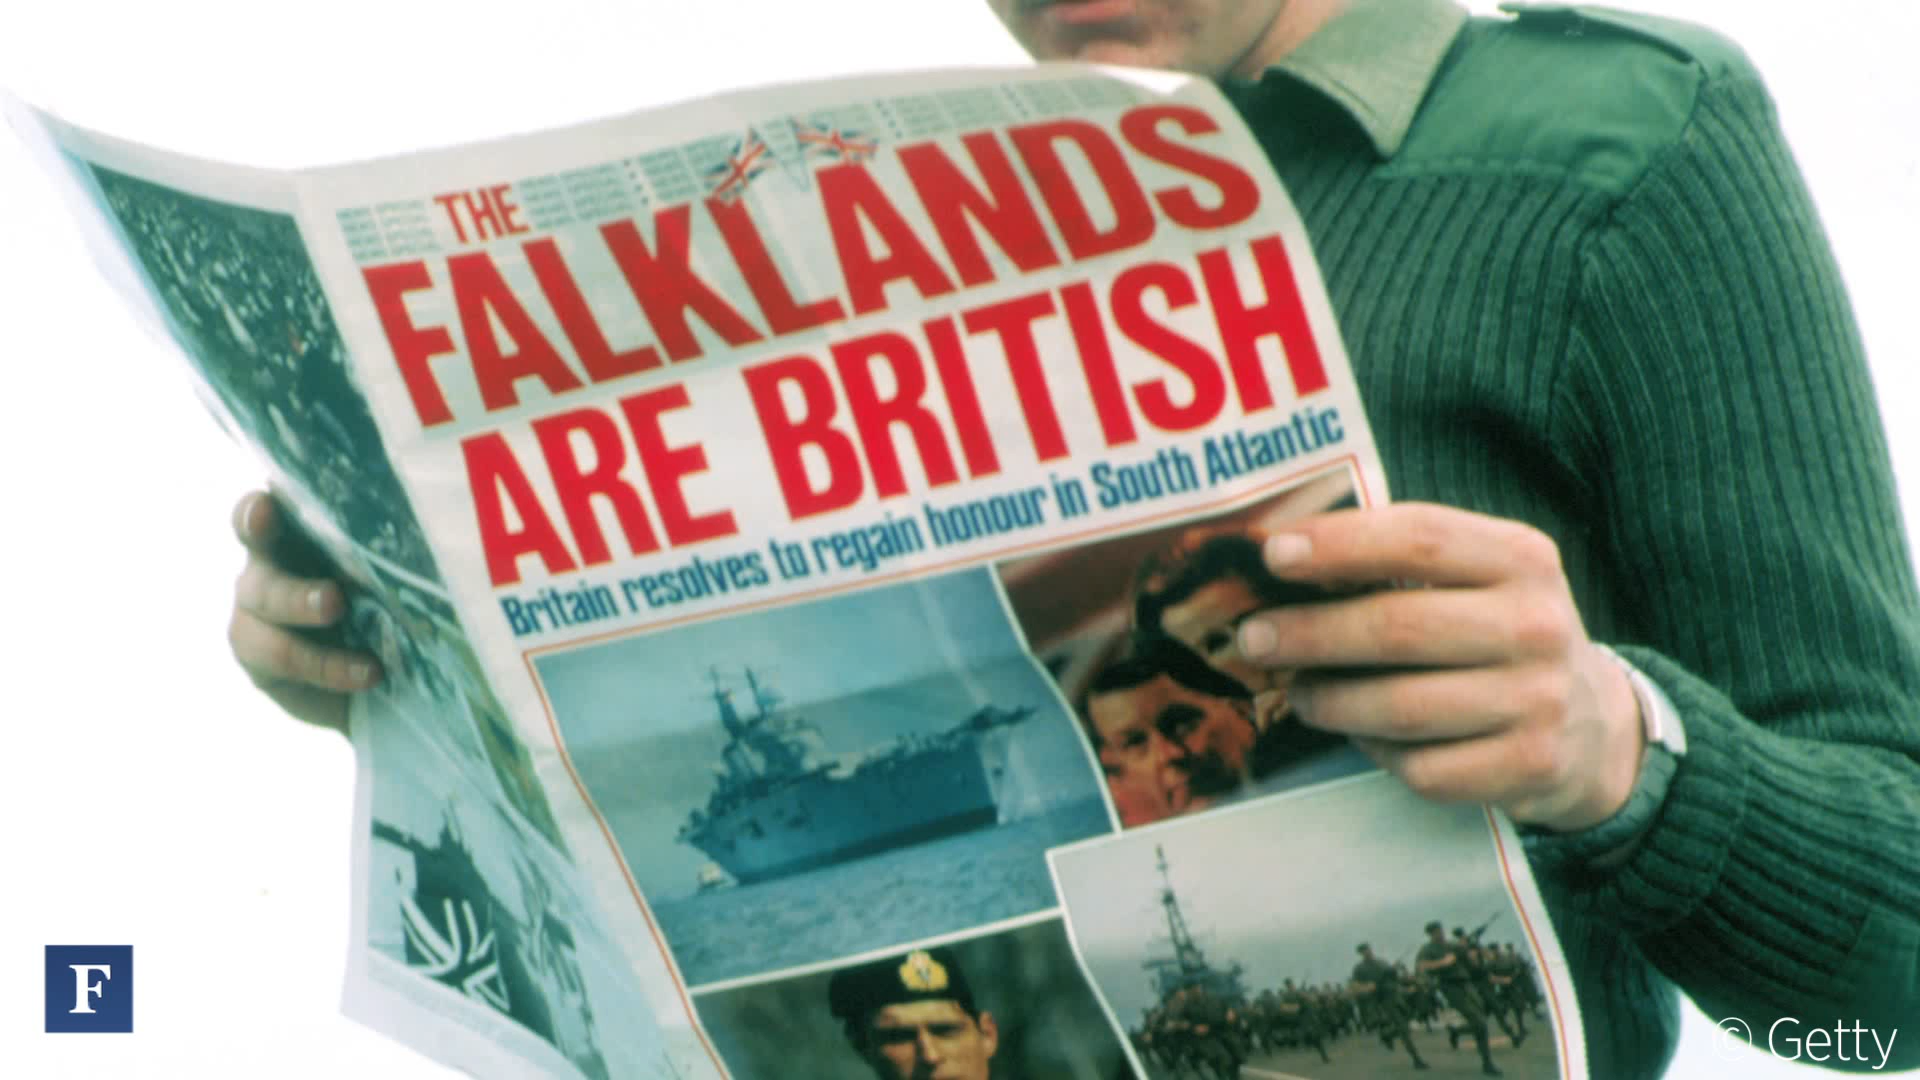 THE
FALKLANDS
ARE BRITISH
Britain resolves to regain honour in South Atlantic
F
© Getty